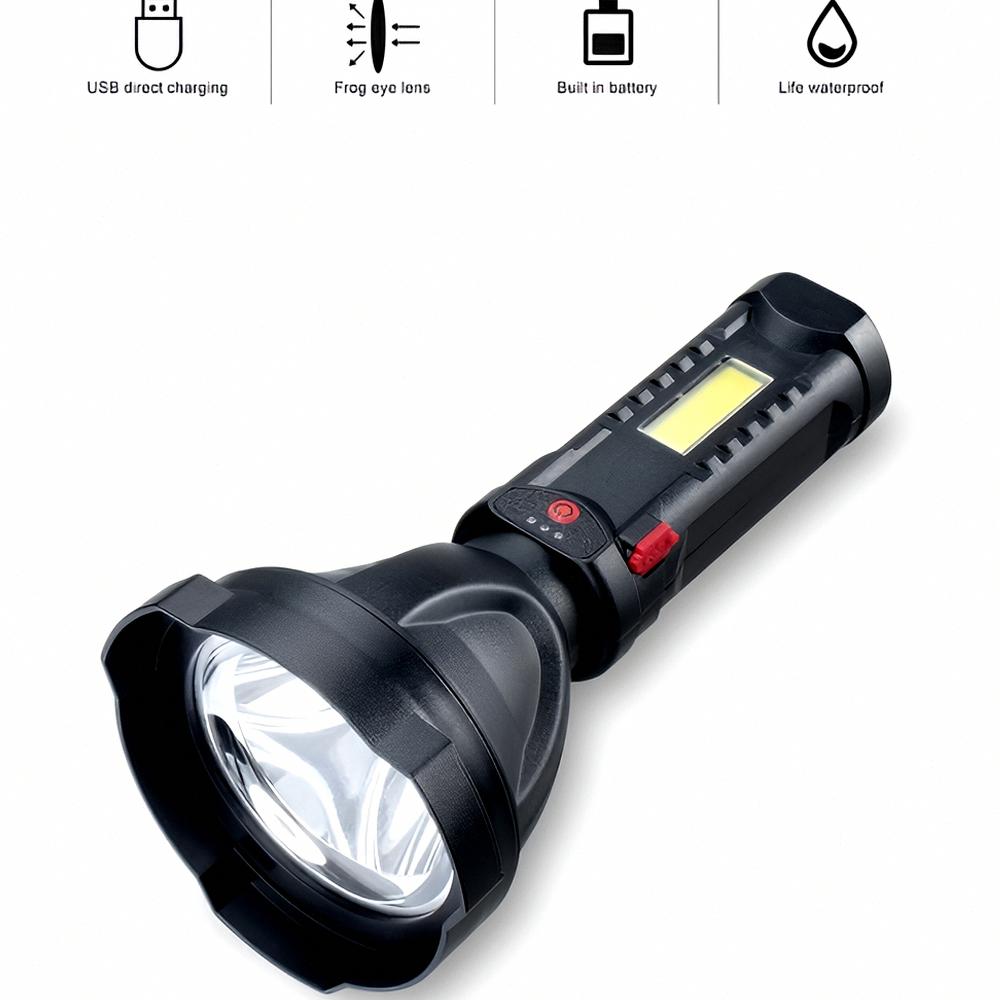 USB direct charging
Frog eye lens
Built in battery
Life waterproof